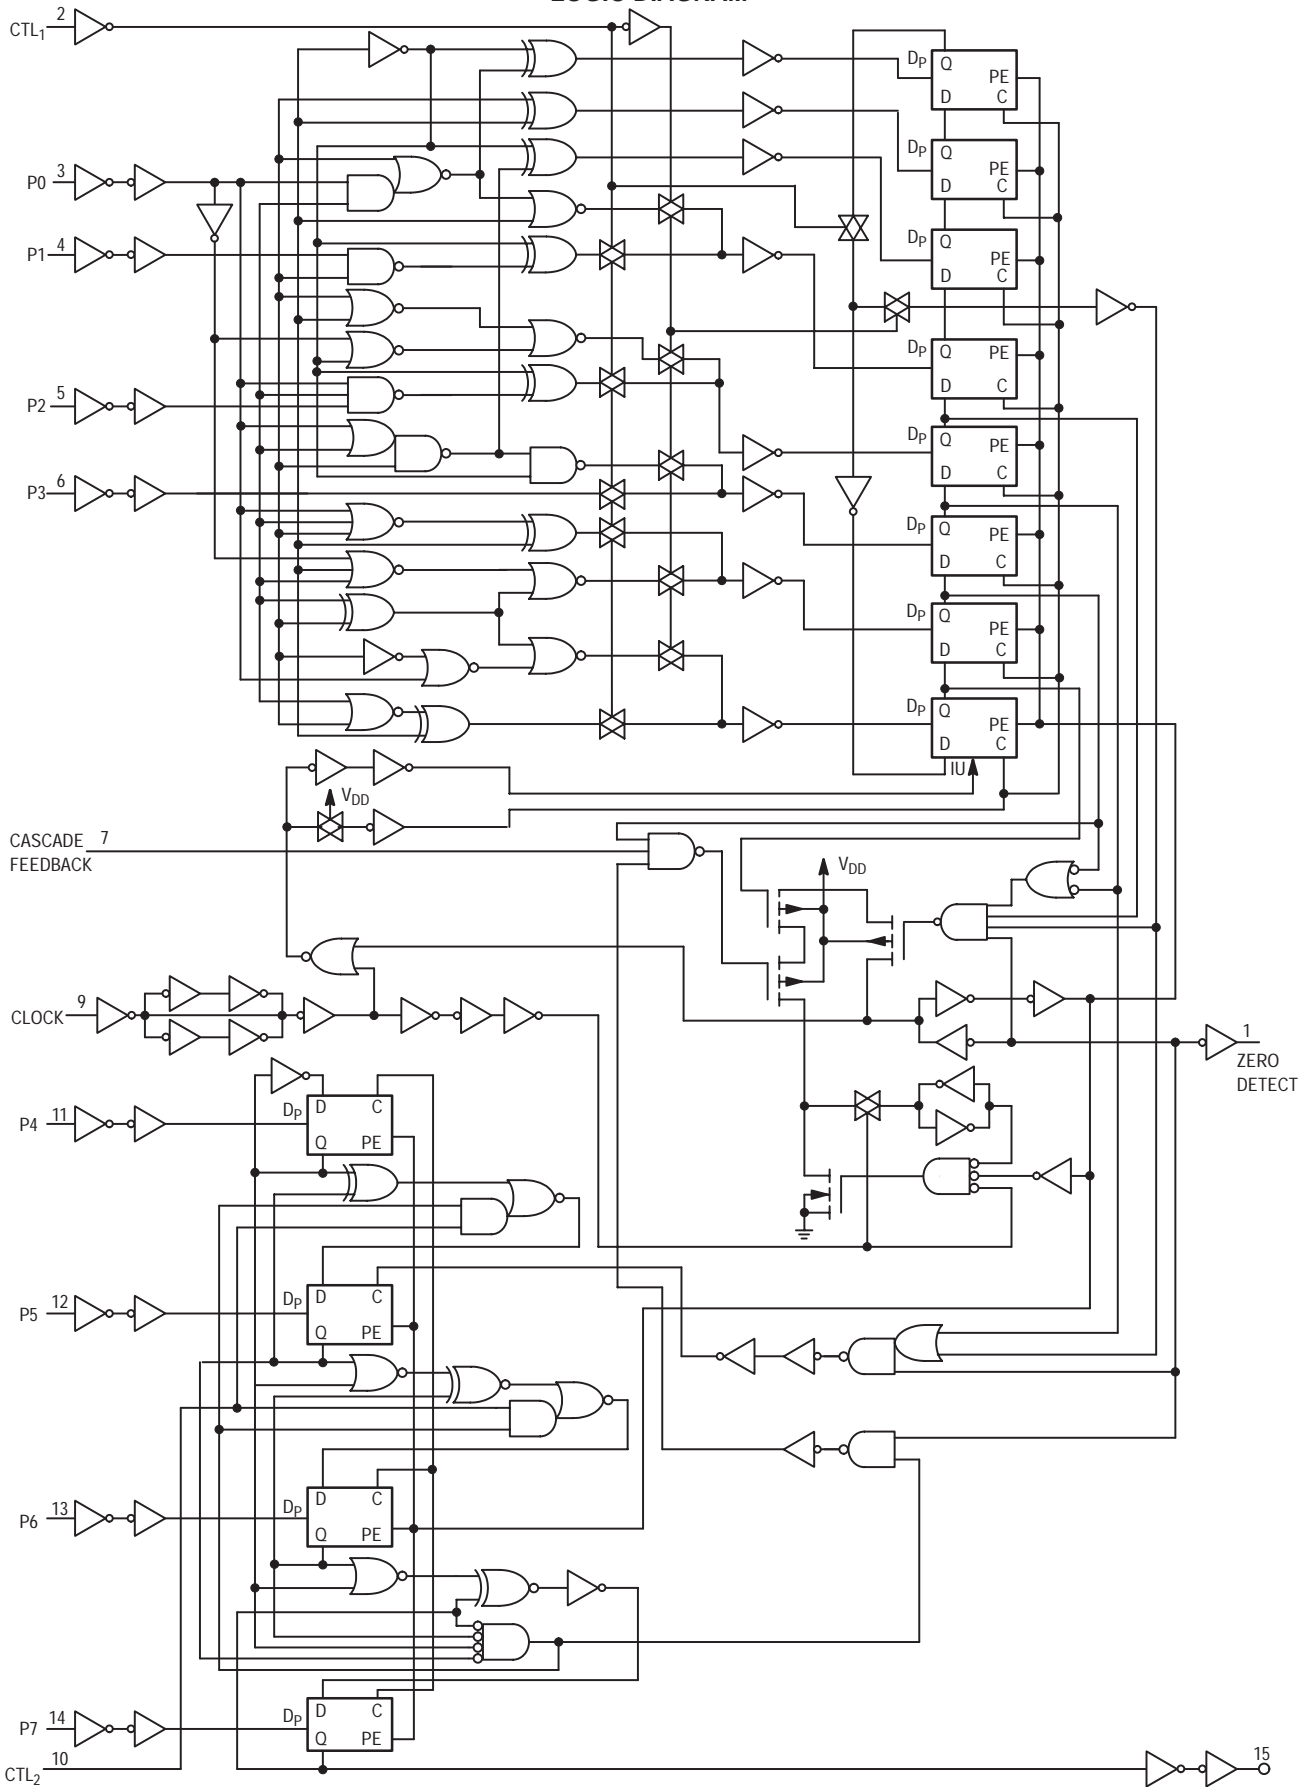 LOGIC DIAGRAM
CTL1
2
DP
Q
PE
D
C
DP
Q
PE
D
C
P0
3
DP
Q
PE
D
C
P1
4
DP
Q
PE
D
C
P2
5
DP
Q
PE
D
C
P3
6
DP
Q
PE
D
C
DP
Q
PE
D
C
DP
Q
PE
D
C
IU
VDD
CASCADE
FEEDBACK
7
VDD
CLOCK
9
1
ZERO
DETECT
P4
11
DP
D
C
Q
PE
P5
12
DP
D
C
Q
PE
P6
13
DP
D
C
Q
PE
P7
14
DP
D
C
Q
PE
CTL2
10
15